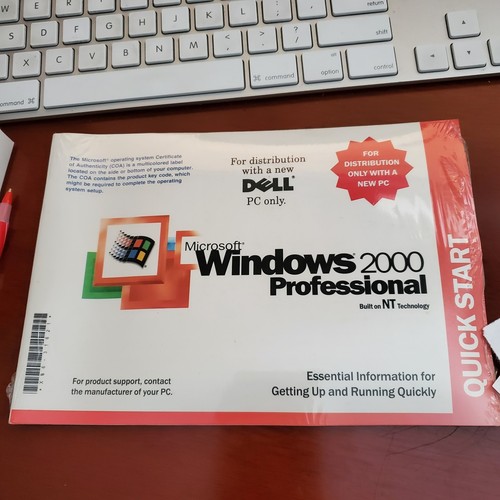 W E R T Y U I O P return
S D F G H J K L : ; " ' shift
X C V B N M < , > . ? /
command ⌘ ⌘ command alt option control
The Microsoft® operating system Certificate
of Authenticity (COA) is a multicolored label
located on the side or bottom of your computer.
The COA contains the product key code, which
might be required to complete the operating
system setup.
For distribution
with a new
DELL
PC only.
FOR
DISTRIBUTION
ONLY WITH A
NEW PC
Microsoft®
Windows 2000
Professional
Built on NT Technology
QUICK START
For product support, contact
the manufacturer of your PC.
Essential Information for
Getting Up and Running Quickly